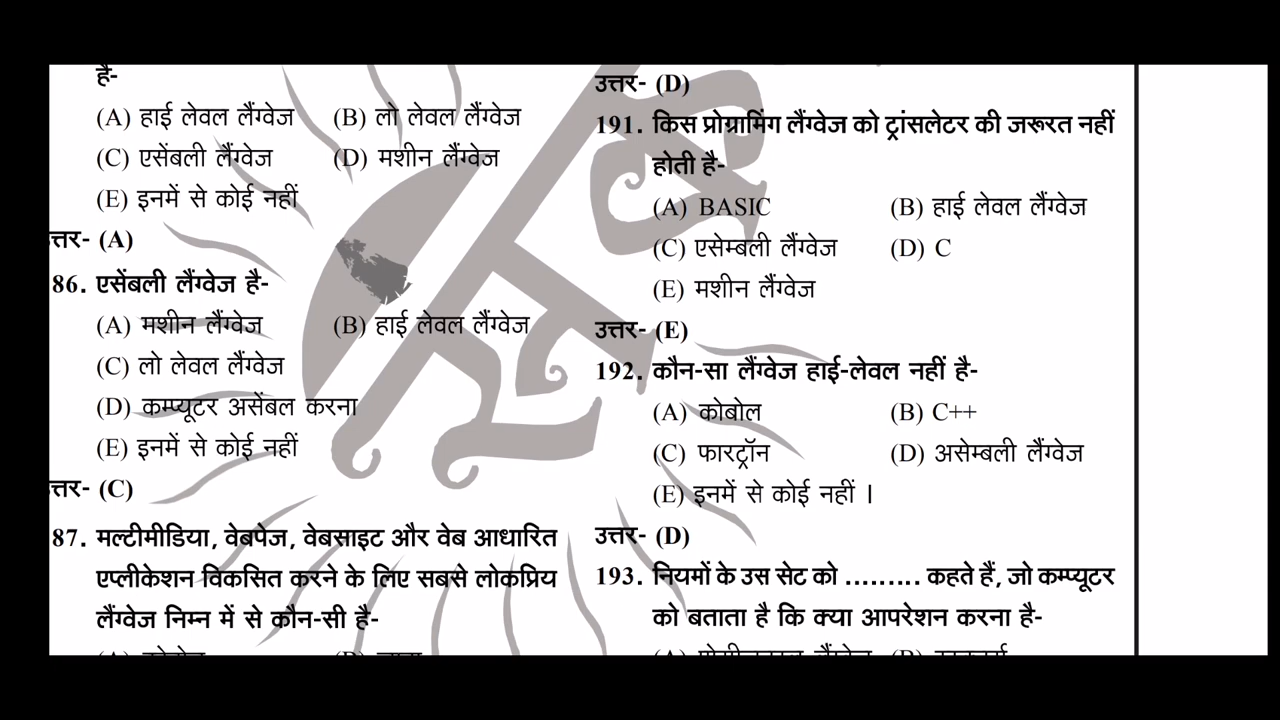 है-
(A) हाई लेवल लैंग्वेज (B) लो लेवल लैंग्वेज
(C) एसेंबली लैंग्वेज (D) मशीन लैंग्वेज
(E) इनमें से कोई नहीं
त्तर- (A)
86. एसेंबली लैंग्वेज है-
(A) मशीन लैंग्वेज (B) हाई लेवल लैंग्वेज
(C) लो लेवल लैंग्वेज
(D) कम्प्यूटर असेंबल करना
(E) इनमें से कोई नहीं
त्तर- (C)
87. मल्टीमीडिया, वेबपेज, वेबसाइट और वेब आधारित
एप्लीकेशन विकसित करने के लिए सबसे लोकप्रिय
लैंग्वेज निम्न में से कौन-सी है-
(A) (B)
उत्तर- (D)
191. किस प्रोग्रामिंग लैंग्वेज को ट्रांसलेटर की जरूरत नहीं
होती है-
(A) BASIC (B) हाई लेवल लैंग्वेज
(C) एसेम्बली लैंग्वेज (D) C
(E) मशीन लैंग्वेज
उत्तर- (E)
192. कौन-सा लैंग्वेज हाई-लेवल नहीं है-
(A) कोबोल (B) C++
(C) फारट्रॉन (D) असेम्बली लैंग्वेज
(E) इनमें से कोई नहीं ।
उत्तर- (D)
193. नियमों के उस सेट को ......... कहते हैं, जो कम्प्यूटर
को बताता है कि क्या आपरेशन करना है-
(A) (B)